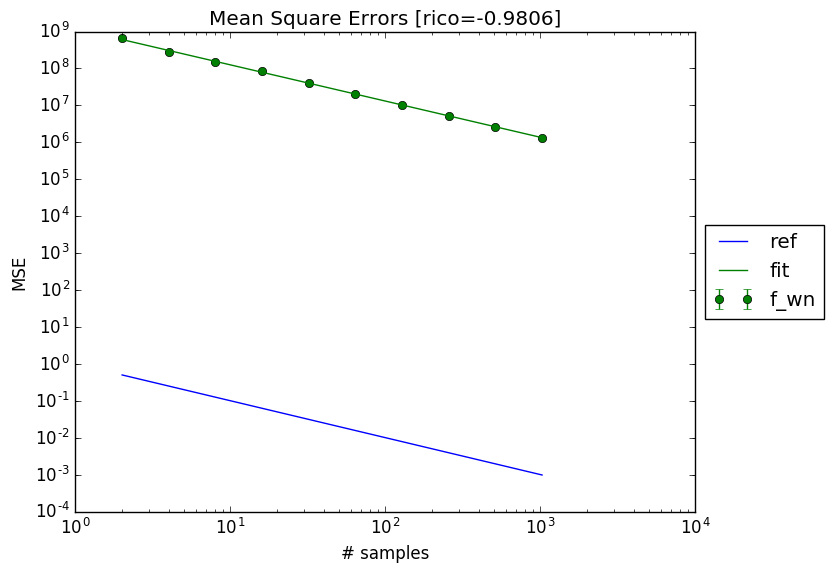 Mean Square Errors [rico=-0.9806]
10^9
10^8
10^7
10^6
10^5
10^4
10^3
10^2
10^1
10^0
10^-1
10^-2
10^-3
10^-4
MSE
10^0 10^1 10^2 10^3 10^4
# samples
ref
fit
f_wn